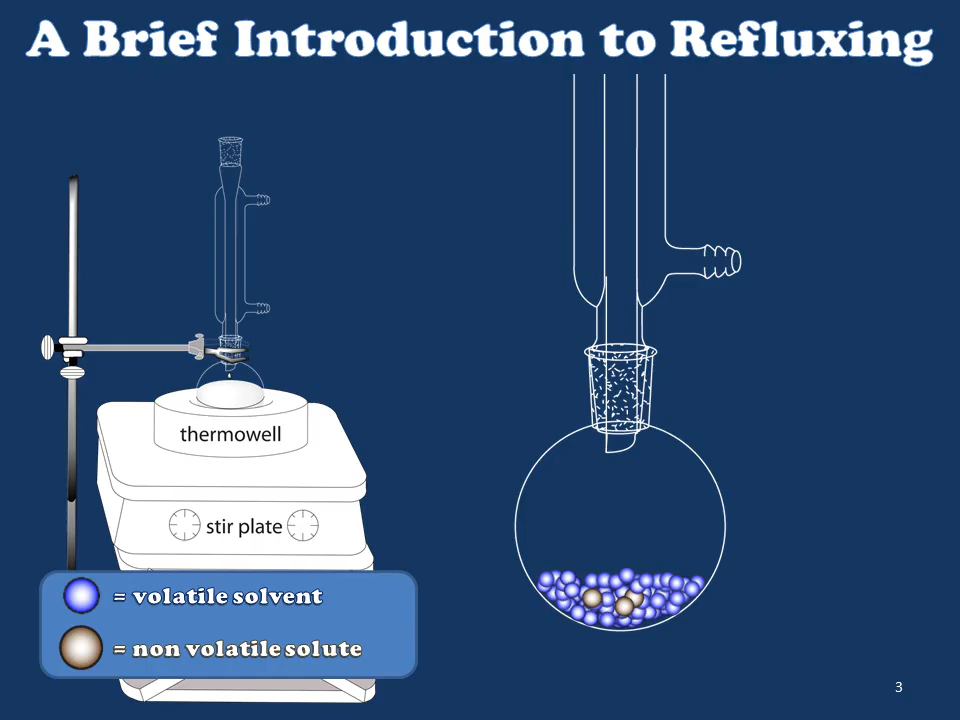 A Brief Introduction to Refluxing
thermowell
stir plate
= volatile solvent
= non volatile solute
3